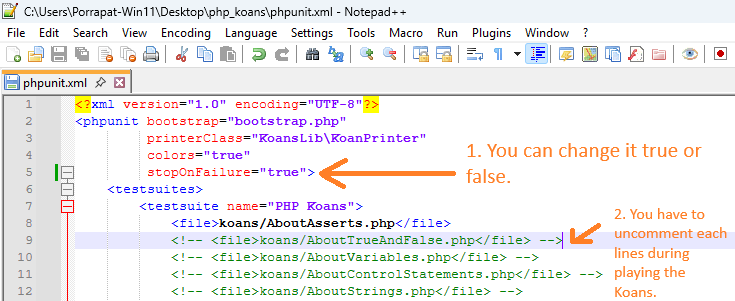 C:\Users\Porrapat-Win11\Desktop\php_koans\phpunit.xml - Notepad++
File Edit Search View Encoding Language Settings Tools Macro Run Plugins Window ?
phpunit.xml
1 <?xml version="1.0" encoding="UTF-8"?>
2 <phpunit bootstrap="bootstrap.php"
3 printerClass="KoansLib\KoanPrinter"
4 colors="true"
5 stopOnFailure="true">
6 <testsuites>
7 <testsuite name="PHP Koans">
8 <file>koans/AboutAsserts.php</file>
9 <!-- <file>koans/AboutTrueAndFalse.php</file> -->
10 <!-- <file>koans/AboutVariables.php</file> -->
11 <!-- <file>koans/AboutControlStatements.php</file> -->
12 <!-- <file>koans/AboutStrings.php</file> -->
1. You can change it true or
false.
2. You have to
uncomment each
lines during
playing the
Koans.